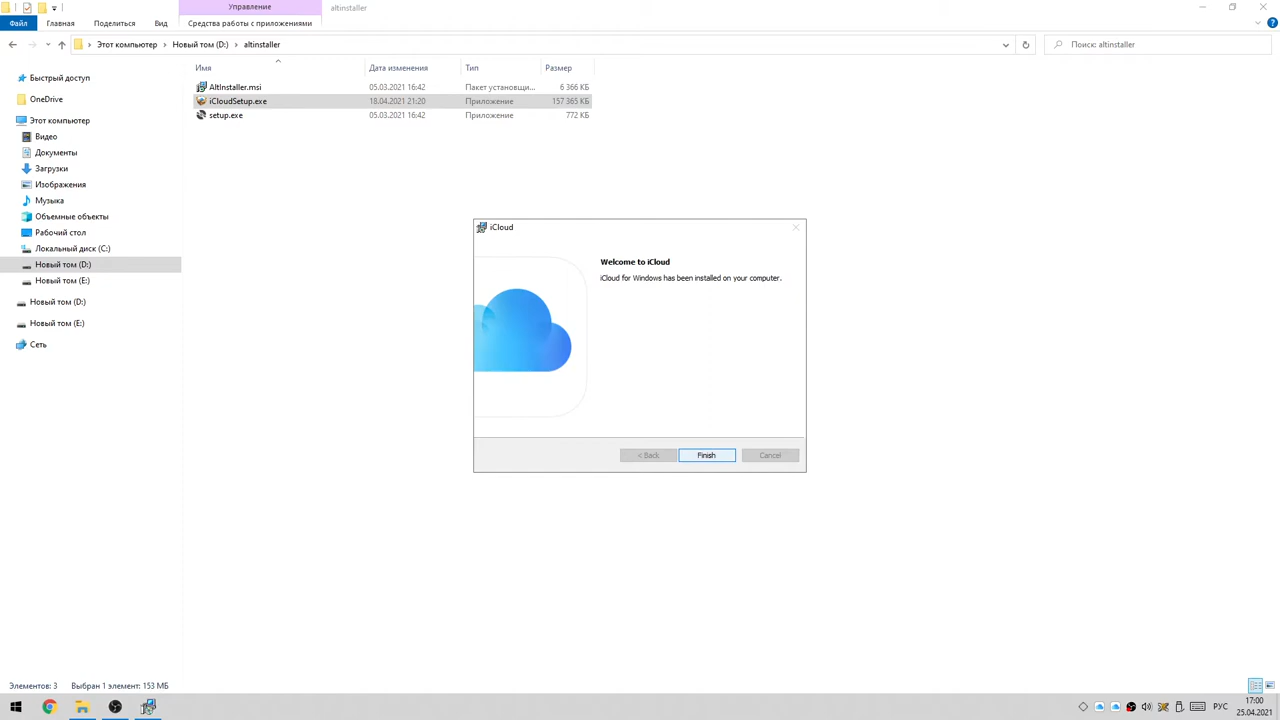 Управление
altinstaller
Файл
Главная
Поделиться
Вид
Средства работы с приложениями
Этот компьютер
Новый том (D:)
altinstaller
Поиск: altinstaller
Имя
Дата изменения
Тип
Размер
AltInstaller.msi
05.03.2021 16:42
Пакет установщи...
6 366 КБ
iCloudSetup.exe
18.04.2021 21:20
Приложение
157 365 КБ
setup.exe
05.03.2021 16:42
Приложение
772 КБ
Быстрый доступ
OneDrive
Этот компьютер
Видео
Документы
Загрузки
Изображения
Музыка
Объемные объекты
Рабочий стол
Локальный диск (C:)
Новый том (D:)
Новый том (E:)
Новый том (D:)
Новый том (E:)
Сеть
iCloud
Welcome to iCloud
iCloud for Windows has been installed on your computer.
< Back
Finish
Cancel
Элементов: 3
Выбран 1 элемент: 153 МБ
РУС
17:00
25.04.2021